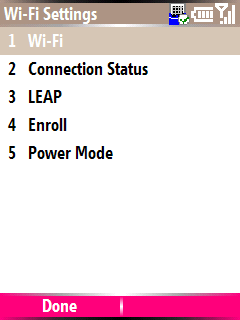 Wi-Fi Settings
1 Wi-Fi
2 Connection Status
3 LEAP
4 Enroll
5 Power Mode
Done